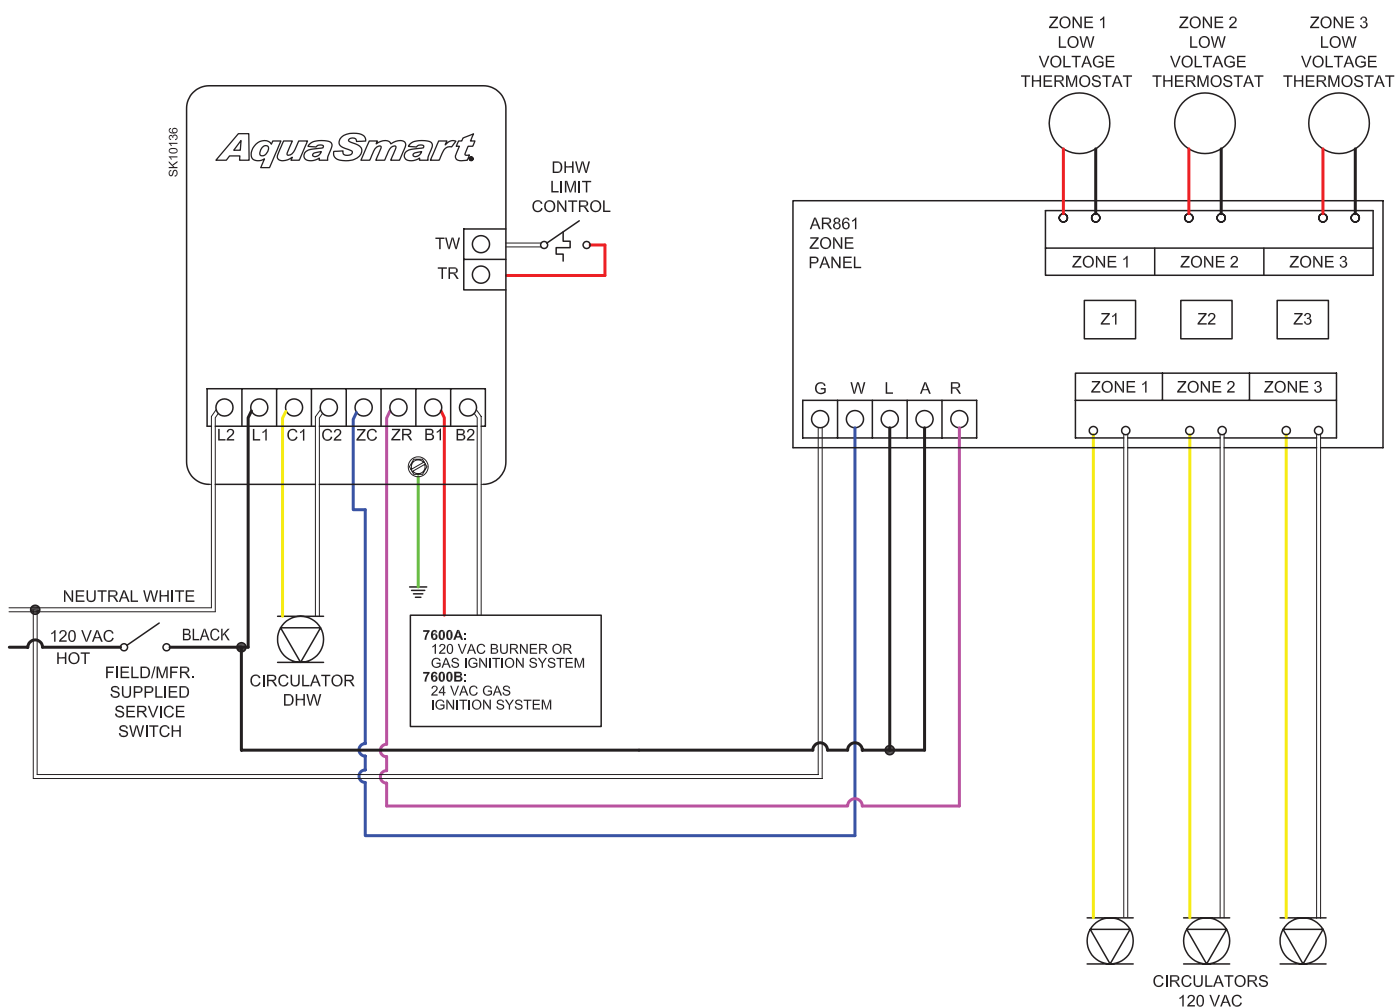 ZONE 1
LOW
VOLTAGE
THERMOSTAT
ZONE 2
LOW
VOLTAGE
THERMOSTAT
ZONE 3
LOW
VOLTAGE
THERMOSTAT
SK10136
AquaSmart
DHW
LIMIT
CONTROL
TW
TR
AR861
ZONE
PANEL
ZONE 1
ZONE 2
ZONE 3
Z1
Z2
Z3
ZONE 1
ZONE 2
ZONE 3
G
W
L
A
R
L2
L1
C1
C2
ZC
ZR
B1
B2
NEUTRAL WHITE
120 VAC
HOT
BLACK
FIELD/MFR.
SUPPLIED
SERVICE
SWITCH
CIRCULATOR
DHW
7600A:
120 VAC BURNER OR
GAS IGNITION SYSTEM
7600B:
24 VAC GAS
IGNITION SYSTEM
CIRCULATORS
120 VAC